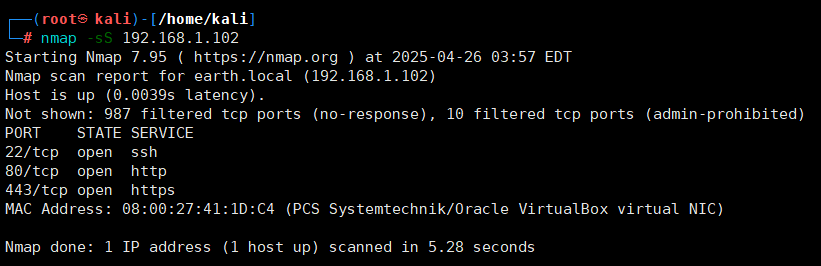 ┌──(root㉿kali)-[/home/kali]
└─# nmap -sS 192.168.1.102
Starting Nmap 7.95 ( https://nmap.org ) at 2025-04-26 03:57 EDT
Nmap scan report for earth.local (192.168.1.102)
Host is up (0.0039s latency).
Not shown: 987 filtered tcp ports (no-response), 10 filtered tcp ports (admin-prohibited)
PORT    STATE SERVICE
22/tcp  open  ssh
80/tcp  open  http
443/tcp open  https
MAC Address: 08:00:27:41:1D:C4 (PCS Systemtechnik/Oracle VirtualBox virtual NIC)
Nmap done: 1 IP address (1 host up) scanned in 5.28 seconds